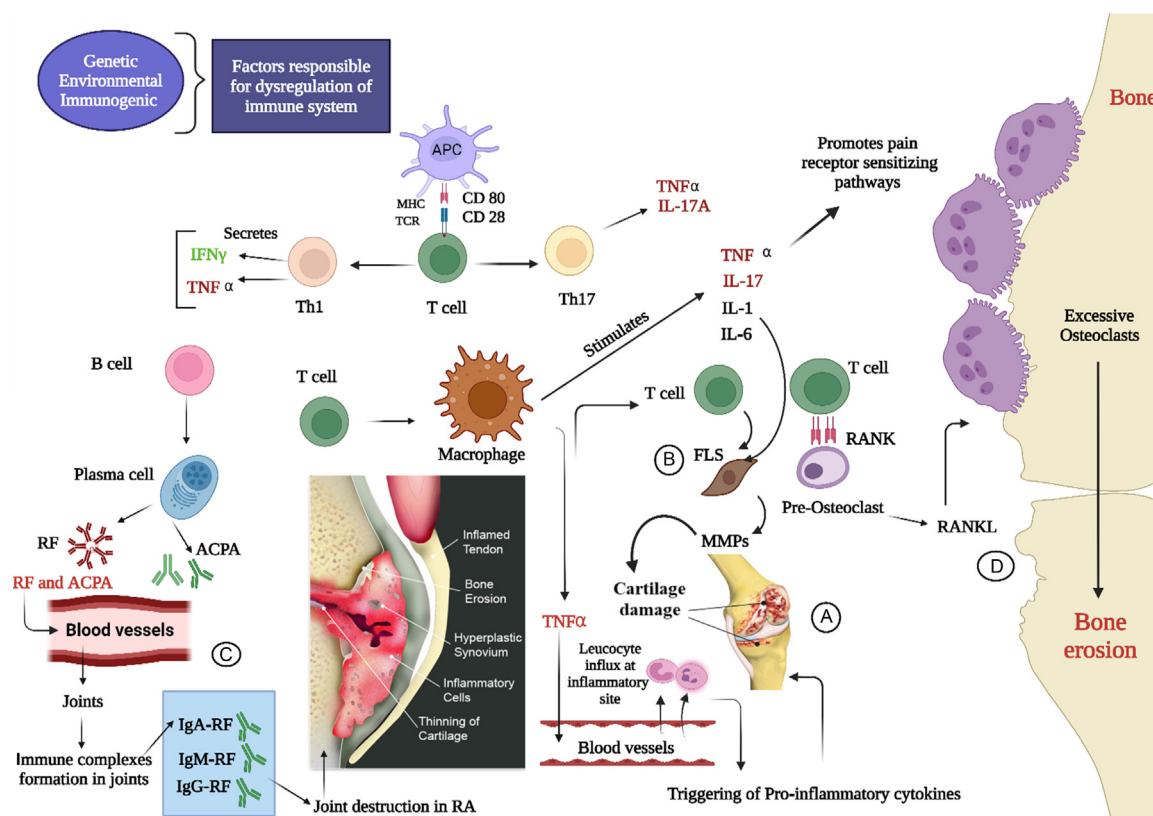 Genetic
Environmental
Immunogenic
Factors responsible
for dysregulation of
immune system
APC
MHC
TCR
CD 80
CD 28
Secretes
IFNγ
TNF α
Th1
T cell
Th17
TNFα
IL-17A
Promotes pain
receptor sensitizing
pathways
TNF α
IL-17
IL-1
IL-6
Stimulates
Bone
Excessive
Osteoclasts
Bone
erosion
B cell
Plasma cell
RF
ACPA
RF and ACPA
Blood vessels
C
Joints
Immune complexes
formation in joints
IgA-RF
IgM-RF
IgG-RF
Joint destruction in RA
T cell
Macrophage
Inflamed
Tendon
Bone
Erosion
Hyperplastic
Synovium
Inflammatory
Cells
Thinning of
Cartilage
T cell
B
FLS
T cell
RANK
Pre-Osteoclast
RANKL
D
MMPs
Cartilage
damage
A
TNFα
Leucocyte
influx at
inflammatory
site
Blood vessels
Triggering of Pro-inflammatory cytokines